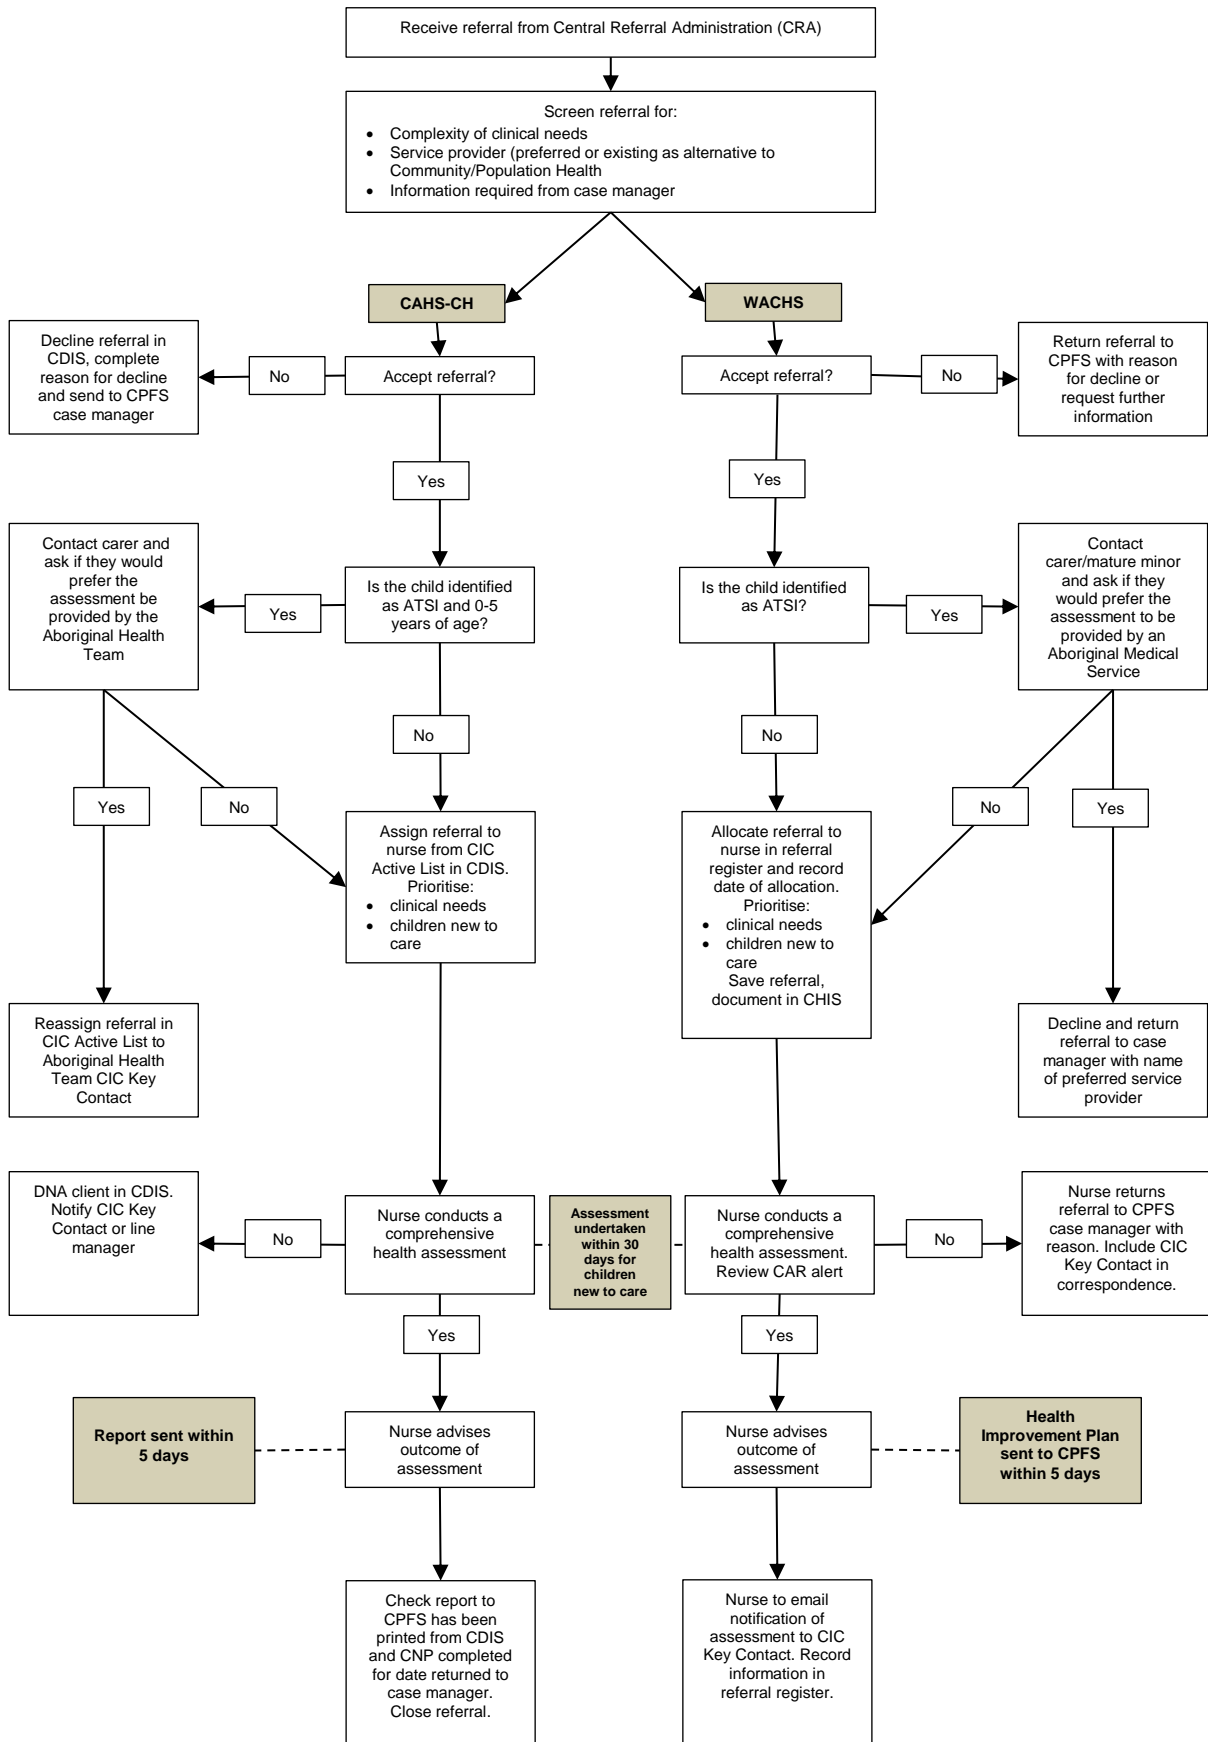 Receive referral from Central Referral Administration (CRA)
Screen referral for:
• Complexity of clinical needs
• Service provider (preferred or existing as alternative to
Community/Population Health
• Information required from case manager
CAHS-CH
WACHS
Decline referral in
CDIS, complete
reason for decline
and send to CPFS
case manager
No
Accept referral?
Accept referral?
No
Return referral to
CPFS with reason
for decline or
request further
information
Yes
Yes
Contact carer and
ask if they would
prefer the
assessment be
provided by the
Aboriginal Health
Team
Yes
Is the child identified
as ATSI and 0-5
years of age?
Is the child identified
as ATSI?
Yes
Contact
carer/mature minor
and ask if they
would prefer the
assessment to be
provided by an
Aboriginal Medical
Service
No
No
Yes
No
No
Yes
Assign referral to
nurse from CIC
Active List in CDIS.
Prioritise:
• clinical needs
• children new to
care
Allocate referral to
nurse in referral
register and record
date of allocation.
Prioritise:
• clinical needs
• children new to
care
Save referral,
document in CHIS
Reassign referral in
CIC Active List to
Aboriginal Health
Team CIC Key
Contact
Decline and return
referral to case
manager with name
of preferred service
provider
DNA client in CDIS.
Notify CIC Key
Contact or line
manager
No
Nurse conducts a
comprehensive
health assessment
Assessment
undertaken
within 30
days for
children
new to care
Nurse conducts a
comprehensive
health assessment.
Review CAR alert
No
Nurse returns
referral to CPFS
case manager with
reason. Include CIC
Key Contact in
correspondence.
Yes
Yes
Report sent within
5 days
Nurse advises
outcome of
assessment
Nurse advises
outcome of
assessment
Health
Improvement Plan
sent to CPFS
within 5 days
Check report to
CPFS has been
printed from CDIS
and CNP completed
for date returned to
case manager.
Close referral.
Nurse to email
notification of
assessment to CIC
Key Contact. Record
information in
referral register.